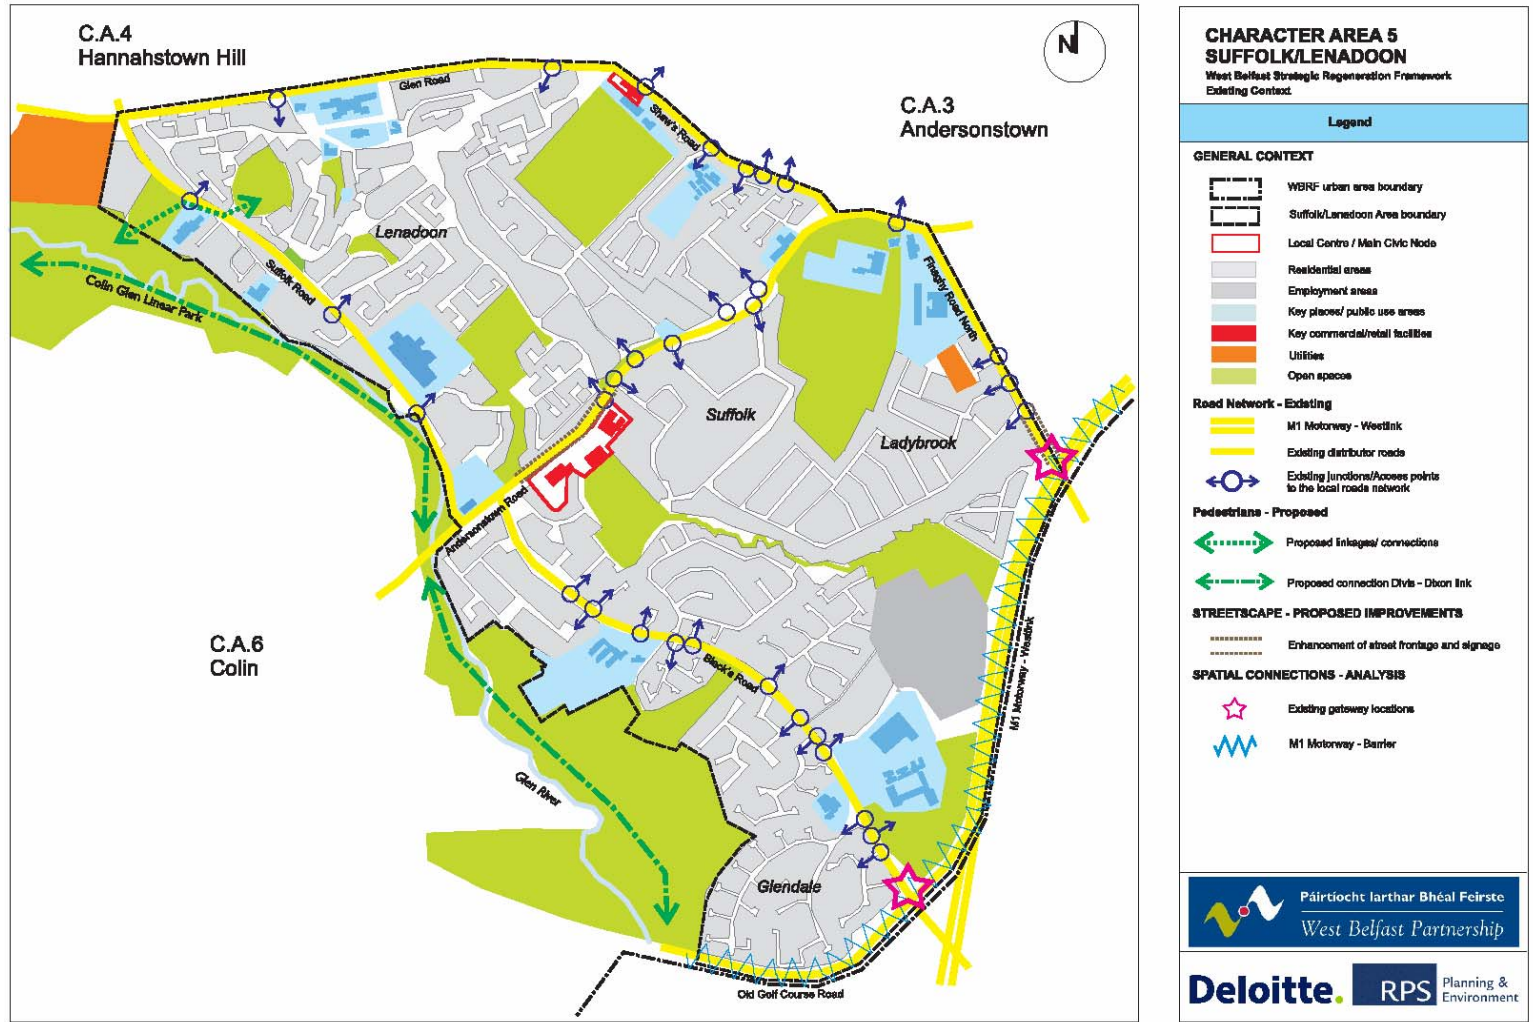 C.A.4
Hannahstown Hill
N
C.A.3
Andersonstown
Glen Road
Shaw's Road
Lenadoon
Finaghy Road North
Colin Glen Linear Park
Suffolk Road
Suffolk
Ladybrook
Andersonstown Road
C.A.6
Colin
Black's Road
M1 Motorway - Westlink
Glen River
Glendale
Old Golf Course Road
CHARACTER AREA 5
SUFFOLK/LENADOON
West Belfast Strategic Regeneration Framework
Existing Context
Legend
GENERAL CONTEXT
WBRF urban area boundary
Suffolk/Lenadoon Area boundary
Local Centre / Main Civic Node
Residential areas
Employment areas
Key places/ public use areas
Key commercial/retail facilities
Utilities
Open spaces
Road Network - Existing
M1 Motorway - Westlink
Existing distributor roads
Existing junctions/Access points
to the local roads network
Pedestrians - Proposed
Proposed linkages/ connections
Proposed connection Divis - Dixon link
STREETSCAPE - PROPOSED IMPROVEMENTS
Enhancement of street frontage and signage
SPATIAL CONNECTIONS - ANALYSIS
Existing gateway locations
M1 Motorway - Barrier
Páirtíocht Iarthar Bhéal Feirste
West Belfast Partnership
Deloitte.
RPS
Planning &
Environment